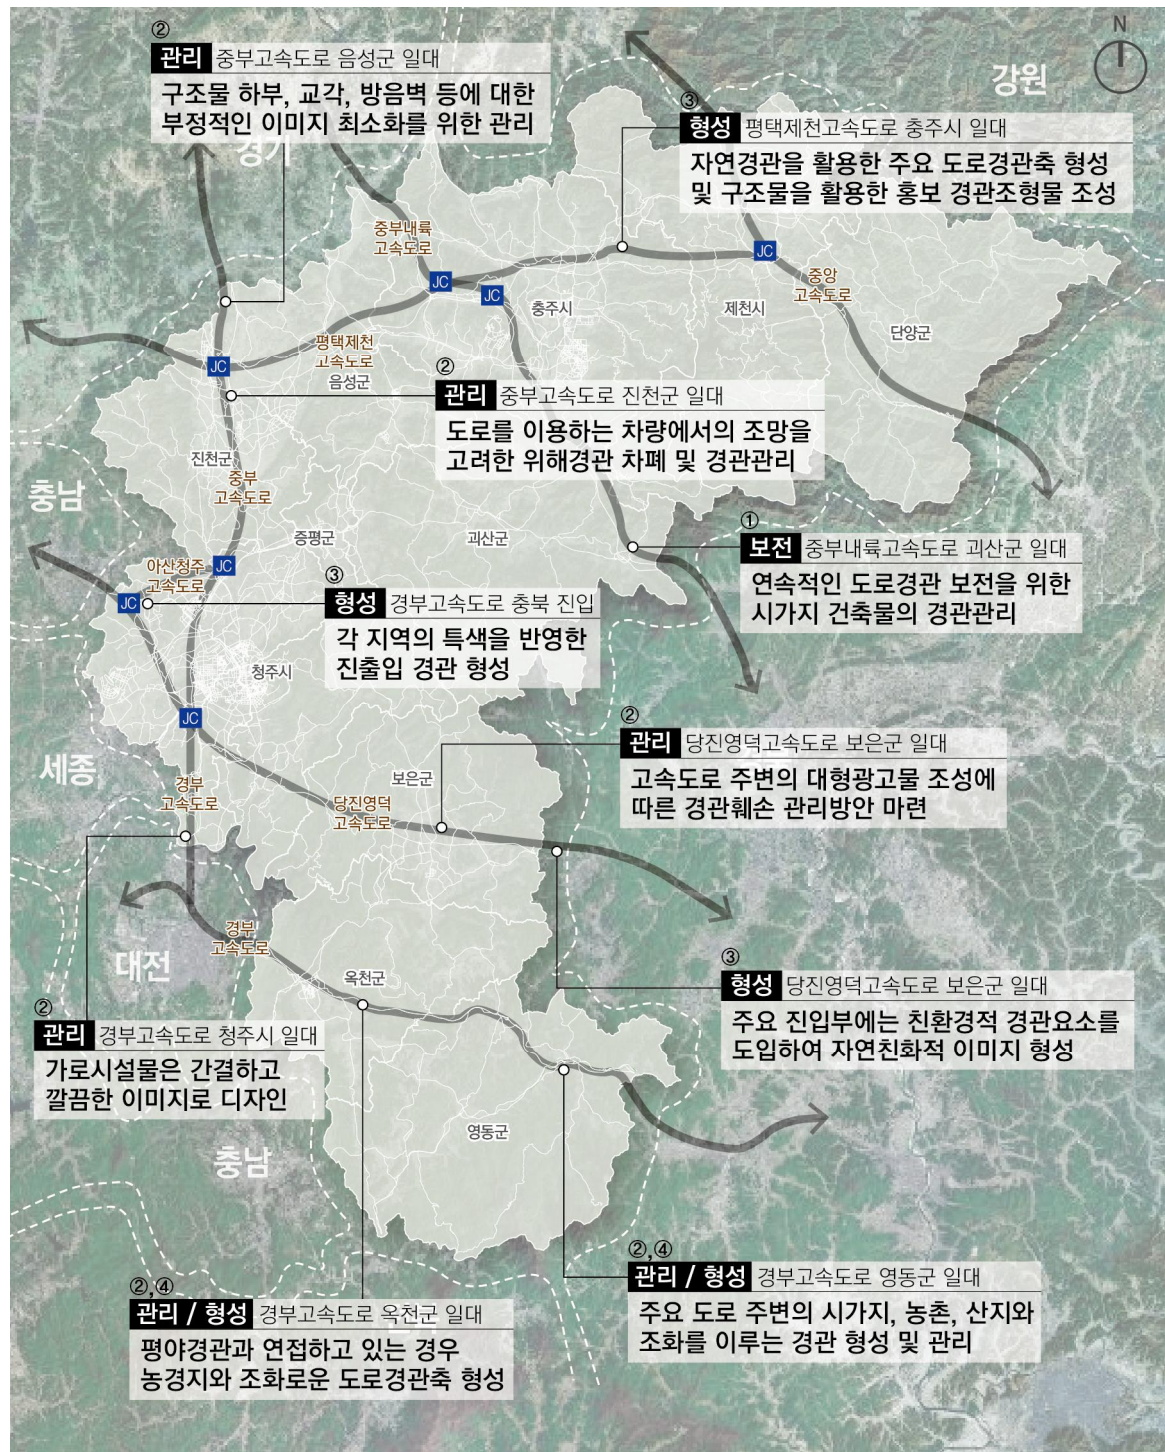 N
②
관리 중부고속도로 음성군 일대
구조물 하부, 교각, 방음벽 등에 대한
부정적인 이미지 최소화를 위한 관리
경기
강원
③
형성 평택제천고속도로 충주시 일대
자연경관을 활용한 주요 도로경관축 형성
및 구조물을 활용한 홍보 경관조형물 조성
중부내륙
고속도로
JC
JC
JC
중앙
고속도로
충주시
제천시
단양군
평택제천
고속도로
JC
음성군
②
관리 중부고속도로 진천군 일대
도로를 이용하는 차량에서의 조망을
고려한 위해경관 차폐 및 경관관리
진천군
중부
고속도로
충남
증평군
괴산군
①
보전 중부내륙고속도로 괴산군 일대
연속적인 도로경관 보전을 위한
시가지 건축물의 경관관리
아산청주
고속도로
JC
JC
③
형성 경부고속도로 충북 진입
각 지역의 특색을 반영한
진출입 경관 형성
청주시
JC
②
관리 당진영덕고속도로 보은군 일대
고속도로 주변의 대형광고물 조성에
따른 경관훼손 관리방안 마련
세종
보은군
경부
고속도로
당진영덕
고속도로
경부
고속도로
대전
옥천군
③
형성 당진영덕고속도로 보은군 일대
주요 진입부에는 친환경적 경관요소를
도입하여 자연친화적 이미지 형성
②
관리 경부고속도로 청주시 일대
가로시설물은 간결하고
깔끔한 이미지로 디자인
영동군
충남
②,④
관리 / 형성 경부고속도로 영동군 일대
주요 도로 주변의 시가지, 농촌, 산지와
조화를 이루는 경관 형성 및 관리
②,④
관리 / 형성 경부고속도로 옥천군 일대
평야경관과 연접하고 있는 경우
농경지와 조화로운 도로경관축 형성